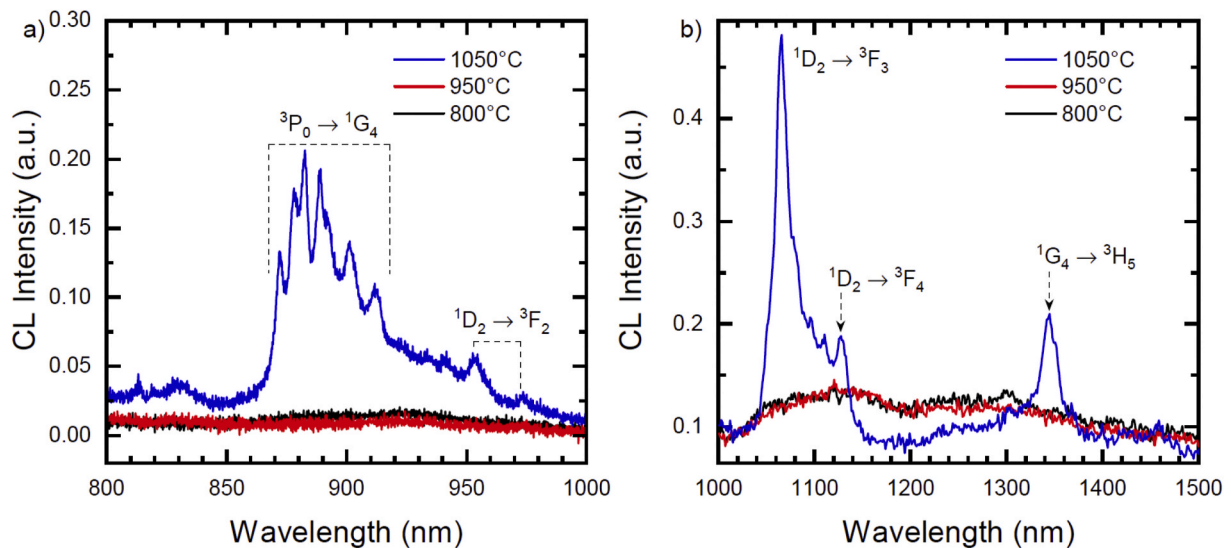 a)
0.30
0.25
0.20
0.15
0.10
0.05
0.00
CL Intensity (a.u.)
1050°C
950°C
800°C
³P₀ → ¹G₄
¹D₂ → ³F₂
800 850 900 950 1000
Wavelength (nm)
b)
0.4
0.3
0.2
0.1
CL Intensity (a.u.)
¹D₂ → ³F₃
1050°C
950°C
800°C
¹D₂ → ³F₄
¹G₄ → ³H₅
1000 1100 1200 1300 1400 1500
Wavelength (nm)